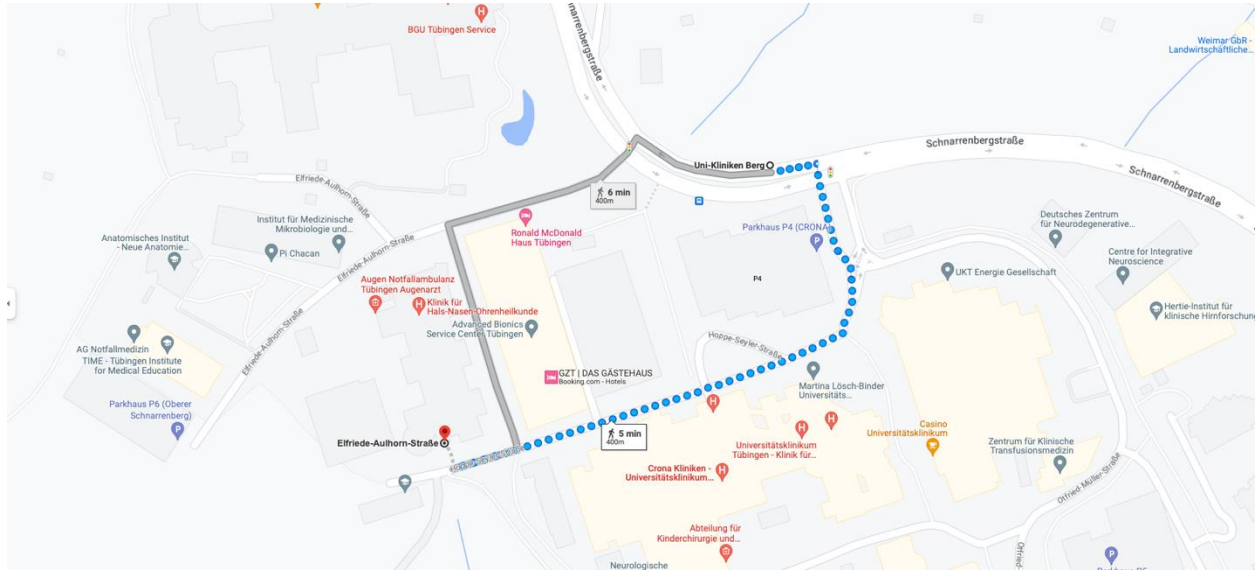 BGU Tübingen Service
Schnarrenbergstraße
Weimar GbR -
Landwirtschaftliche...
Uni-Kliniken Berg
Schnarrenbergstraße
Schnarrenbergstraße
Elfriede-Aulhorn-Straße
6 min
400m
Institut für Medizinische
Mikrobiologie und...
Ronald McDonald
Haus Tübingen
Parkhaus P4 (CRONA)
P
Deutsches Zentrum
für Neurodegenerative...
Anatomisches Institut
- Neue Anatomie...
Pi Chacan
Elfriede-Aulhorn-Straße
Centre for Integrative
Neuroscience
UKT Energie Gesellschaft
P4
Augen Notfallambulanz
Tübingen Augenarzt
Klinik für
Hals-Nasen-Ohrenheilkunde
Hertie-Institut für
klinische Hirnforschung
Advanced Bionics
Service Center Tübingen
Elfriede-Aulhorn-Straße
Hoppe-Seyler-Straße
AG Notfallmedizin
TIME - Tübingen Institute
for Medical Education
GZT | DAS GÄSTEHAUS
Booking.com - Hotels
Martina Lösch-Binder
Universitäts...
Parkhaus P6 (Oberer
Schnarrenberg)
P
Casino
Universitätsklinikum
5 min
400m
Elfriede-Aulhorn-Straße
Universitätsklinikum
Tübingen - Klinik für...
Zentrum für Klinische
Transfusionsmedizin
Crona Kliniken -
Universitätsklinikum...
Otfried-Müller-Straße
Abteilung für
Kinderchirurgie und...
P
Neurologische